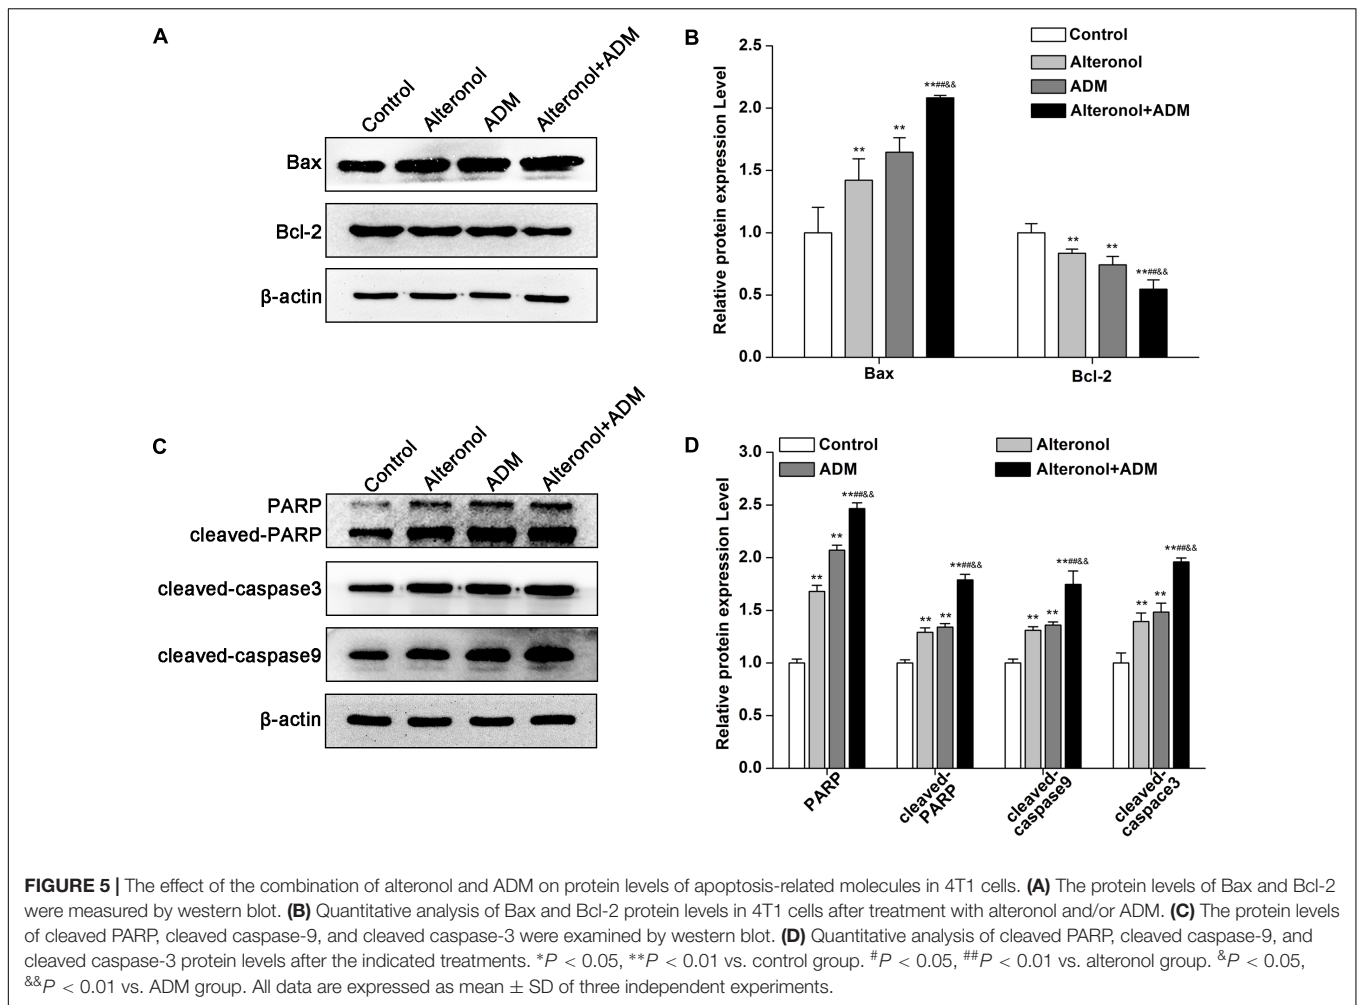 A
Control
Alteronol
ADM
Alteronol+ADM
Bax
Bcl-2
β-actin
B
Control
Alteronol
ADM
Alteronol+ADM
Relative protein expression Level
2.5
2.0
1.5
1.0
0.5
0.0
**
**
**##&&
**
**
**##&&
Bax
Bcl-2
C
Control
Alteronol
ADM
Alteronol+ADM
PARP
cleaved-PARP
cleaved-caspase3
cleaved-caspase9
β-actin
D
Control
Alteronol
ADM
Alteronol+ADM
Relative protein expression Level
3.0
2.5
2.0
1.5
1.0
0.5
0.0
**
**
**##&&
**
**
**##&&
**
**
**##&&
**
**
**##&&
PARP
cleaved-
PARP
cleaved-
caspase9
cleaved-
caspace3
FIGURE 5 | The effect of the combination of alteronol and ADM on protein levels of apoptosis-related molecules in 4T1 cells. (A) The protein levels of Bax and Bcl-2
were measured by western blot. (B) Quantitative analysis of Bax and Bcl-2 protein levels in 4T1 cells after treatment with alteronol and/or ADM. (C) The protein levels
of cleaved PARP, cleaved caspase-9, and cleaved caspase-3 were examined by western blot. (D) Quantitative analysis of cleaved PARP, cleaved caspase-9, and
cleaved caspase-3 protein levels after the indicated treatments. *P < 0.05, **P < 0.01 vs. control group. #P < 0.05, ##P < 0.01 vs. alteronol group. &P < 0.05,
&&P < 0.01 vs. ADM group. All data are expressed as mean ± SD of three independent experiments.